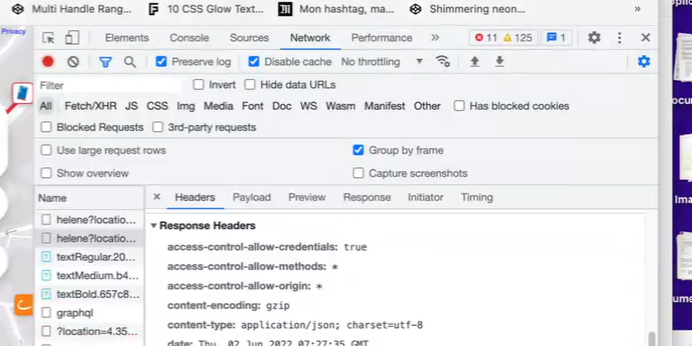 Multi Handle Rang... 10 CSS Glow Text... Mon hashtag, ma... Shimmering neon... »
Privacy
Elements Console Sources Network Performance » 11 125 1
Preserve log Disable cache No throttling
Filter Invert Hide data URLs
All Fetch/XHR JS CSS Img Media Font Doc WS Wasm Manifest Other Has blocked cookies
Blocked Requests 3rd-party requests
Use large request rows Group by frame
Show overview Capture screenshots
Name × Headers Payload Preview Response Initiator Timing
helene?locatio...
helene?locatio...
textRegular.20...
textMedium.b4...
textBold.657c8...
graphql
?location=4.35...
Response Headers
access-control-allow-credentials: true
access-control-allow-methods: *
access-control-allow-origin: *
content-encoding: gzip
content-type: application/json; charset=utf-8
date: Thu, 02 Jun 2022 07:27:35 GMT